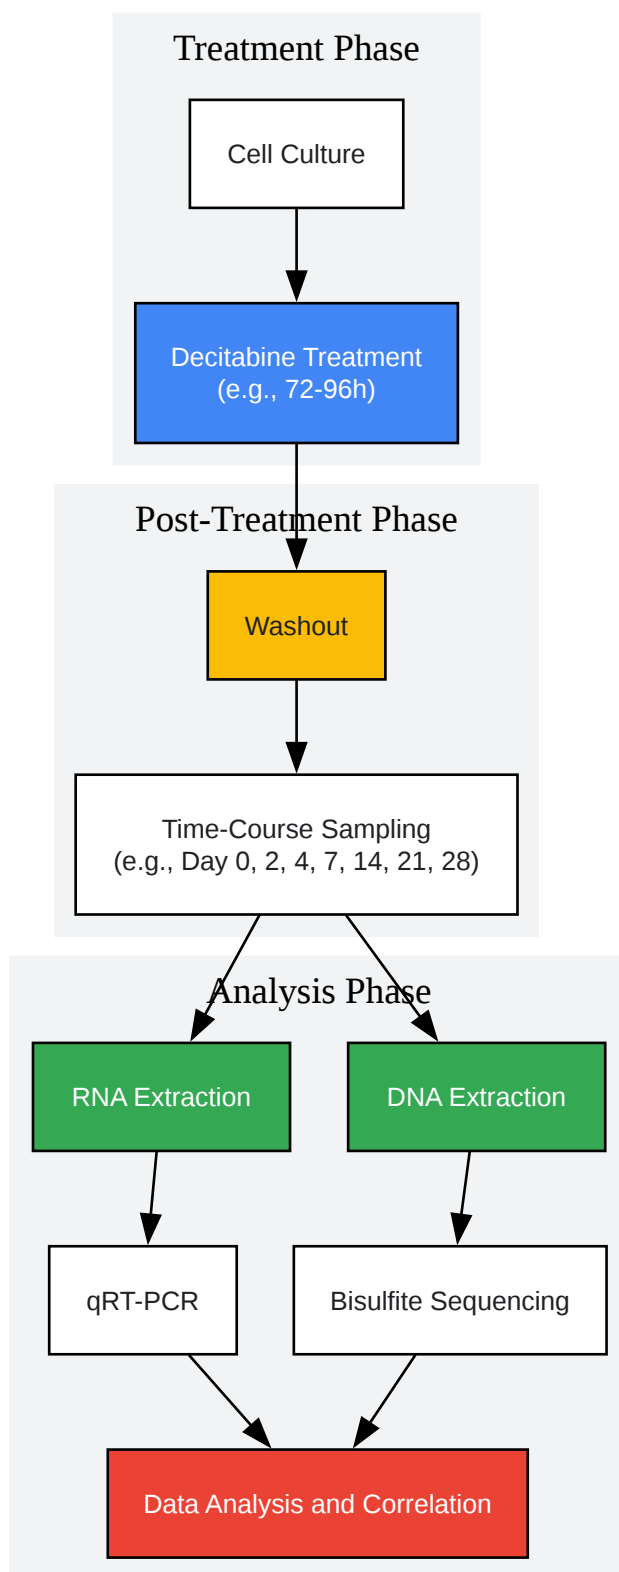 Treatment Phase
Cell Culture
Decitabine Treatment
(e.g., 72-96h)
Post-Treatment Phase
Washout
Time-Course Sampling
(e.g., Day 0, 2, 4, 7, 14, 21, 28)
Analysis Phase
RNA Extraction
DNA Extraction
qRT-PCR
Bisulfite Sequencing
Data Analysis and Correlation